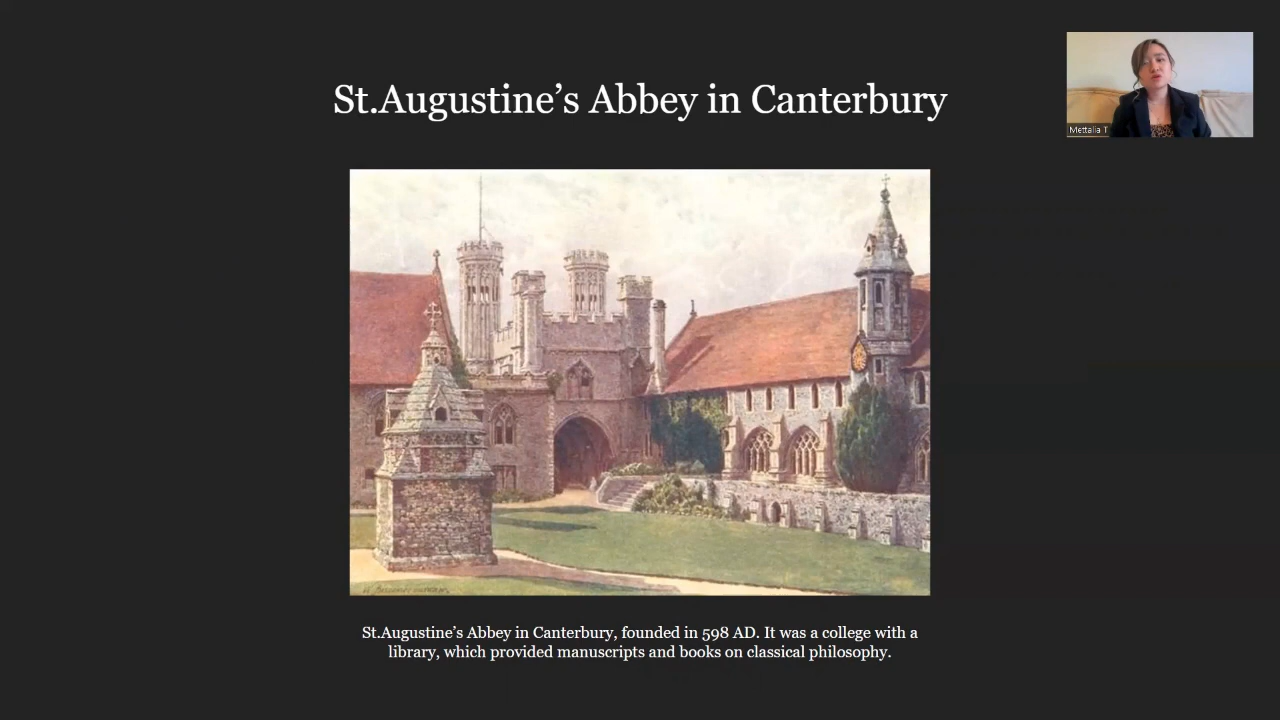 St.Augustine’s Abbey in Canterbury
Mettalia T
St.Augustine’s Abbey in Canterbury, founded in 598 AD. It was a college with a
library, which provided manuscripts and books on classical philosophy.